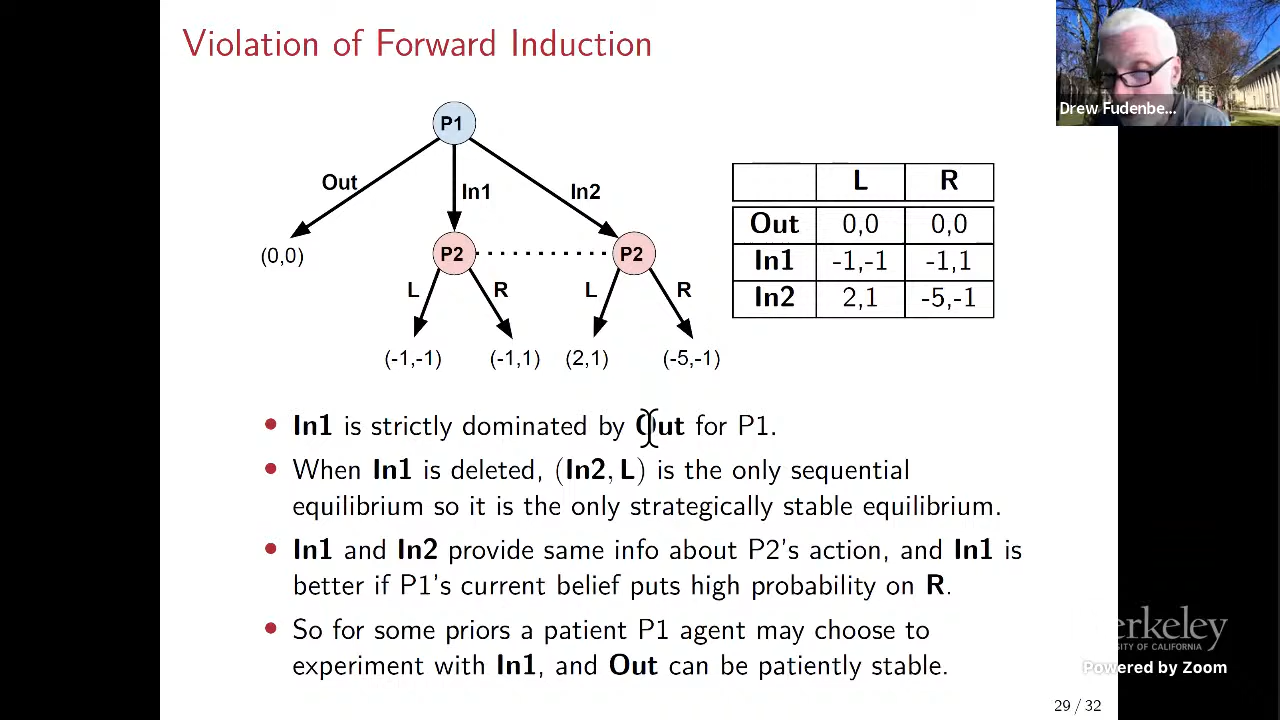 Violation of Forward Induction
Drew Fudenbe...
P1
Out
In1
In2
(0,0)
P2
P2
L
R
L
R
(-1,-1)
(-1,1)
(2,1)
(-5,-1)
L R
Out 0,0 0,0
In1 -1,-1 -1,1
In2 2,1 -5,-1
• In1 is strictly dominated by Out for P1.
• When In1 is deleted, (In2, L) is the only sequential
equilibrium so it is the only strategically stable equilibrium.
• In1 and In2 provide same info about P2's action, and In1 is
better if P1's current belief puts high probability on R.
• So for some priors a patient P1 agent may choose to
experiment with In1, and Out can be patiently stable.
Powered by Zoom
29 / 32